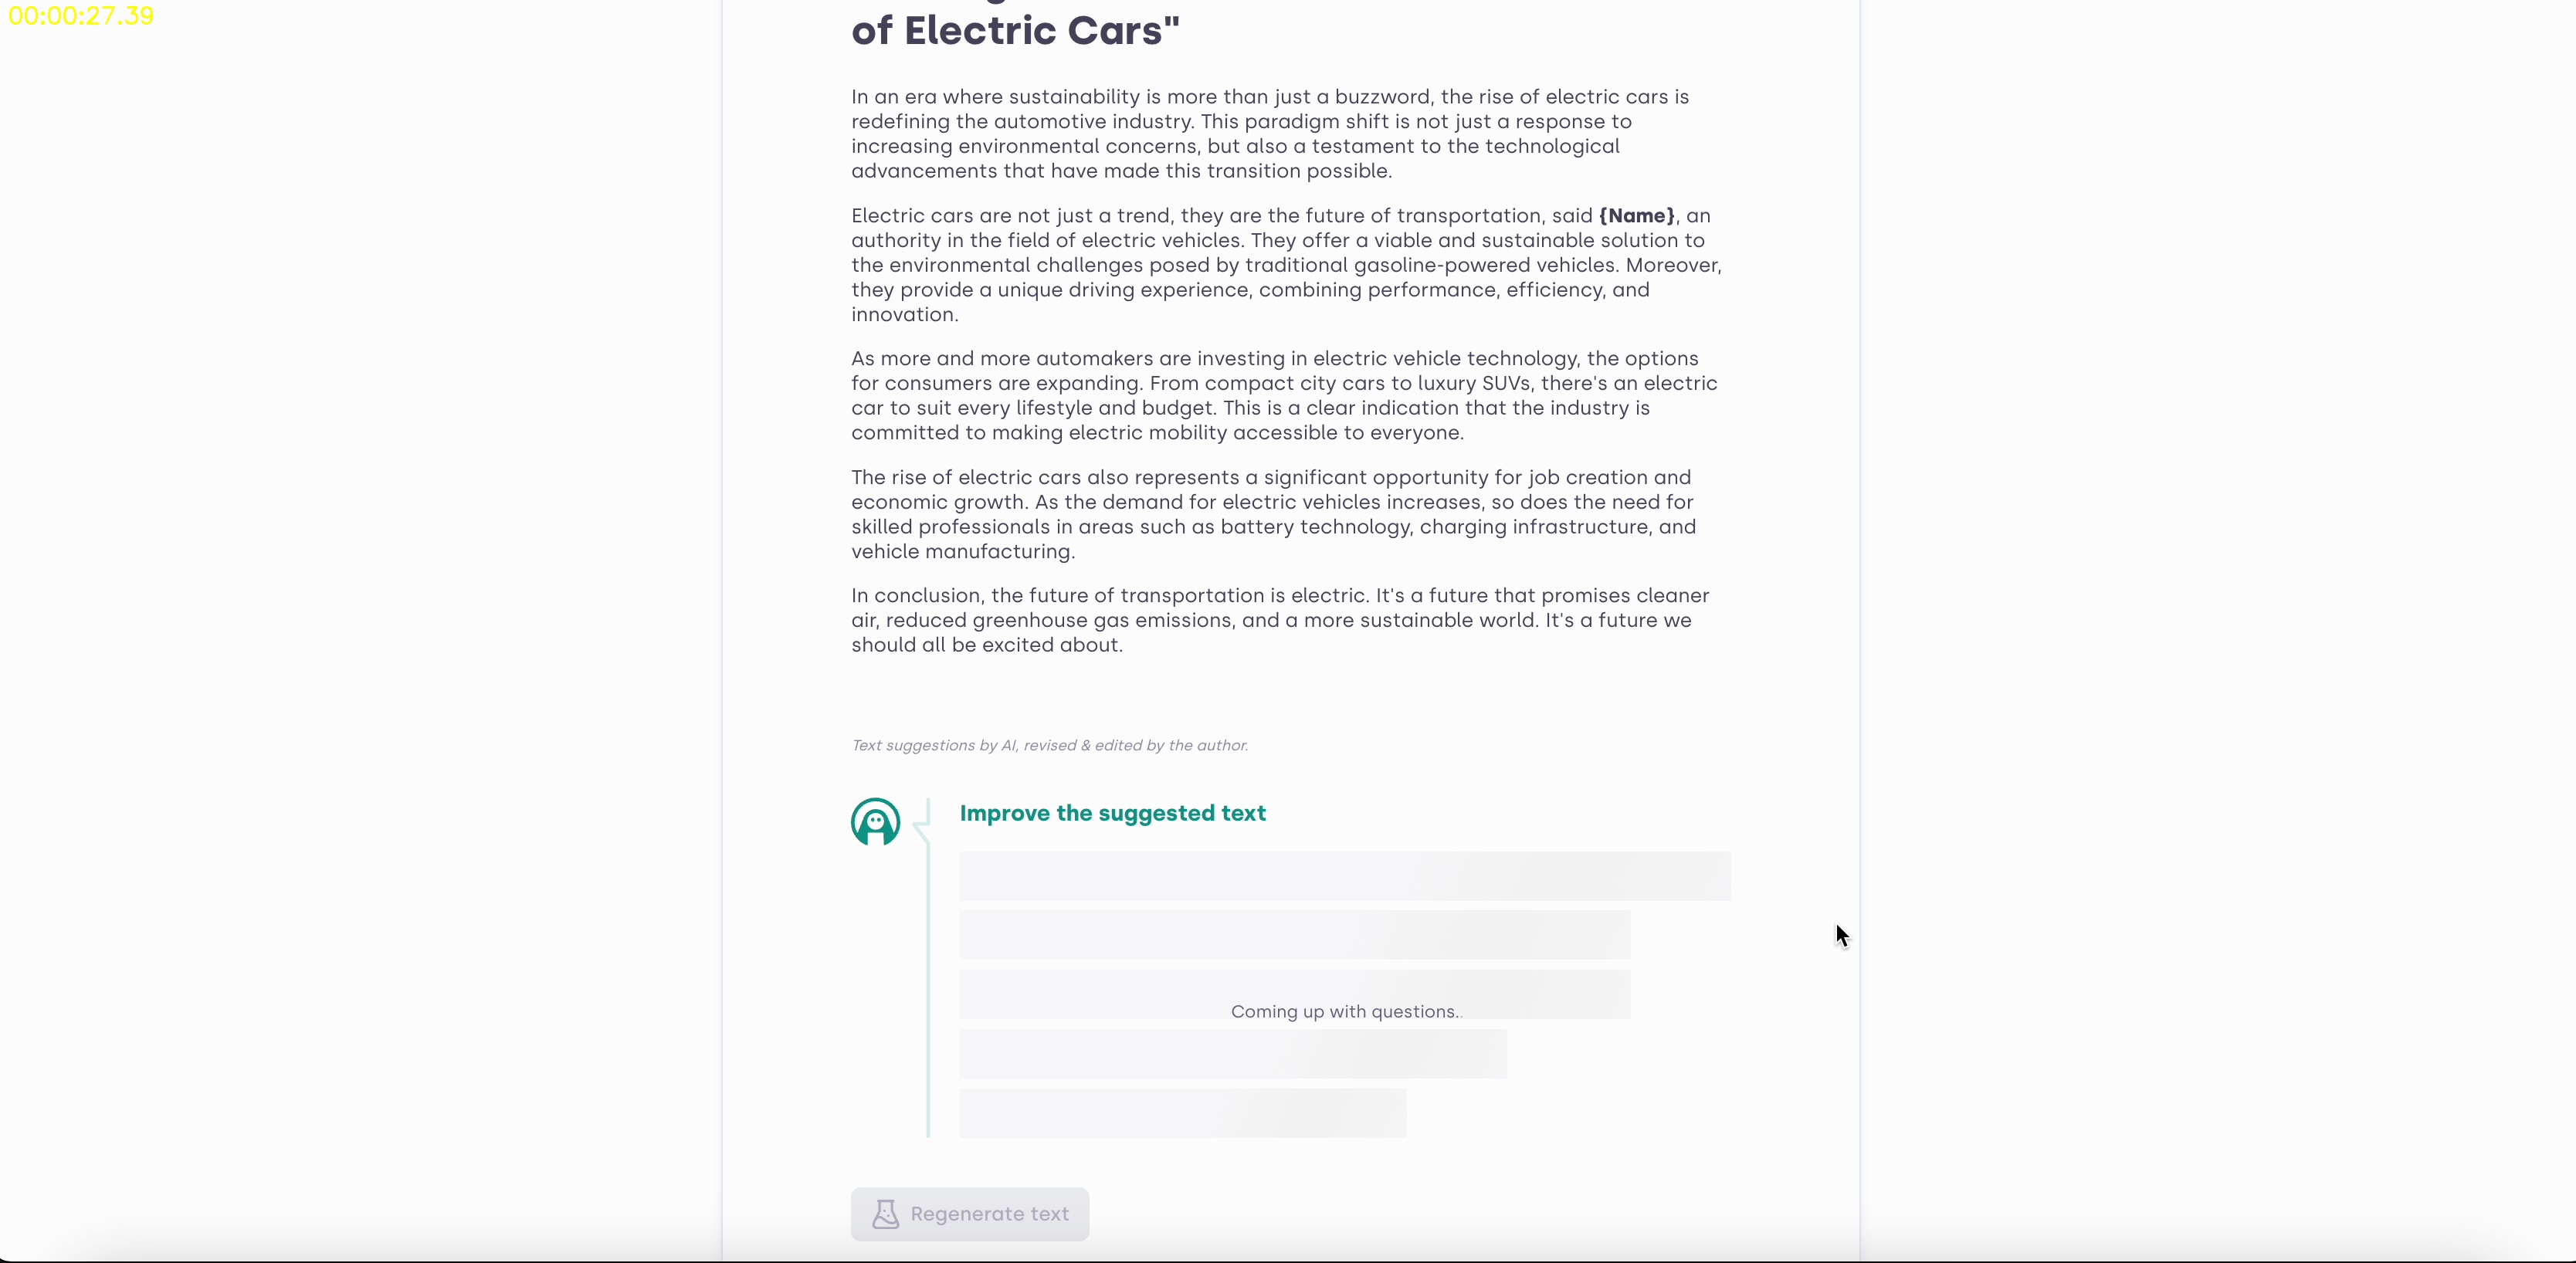 00:00:27.39
of Electric Cars"
In an era where sustainability is more than just a buzzword, the rise of electric cars is
redefining the automotive industry. This paradigm shift is not just a response to
increasing environmental concerns, but also a testament to the technological
advancements that have made this transition possible.
Electric cars are not just a trend, they are the future of transportation, said {Name}, an
authority in the field of electric vehicles. They offer a viable and sustainable solution to
the environmental challenges posed by traditional gasoline-powered vehicles. Moreover,
they provide a unique driving experience, combining performance, efficiency, and
innovation.
As more and more automakers are investing in electric vehicle technology, the options
for consumers are expanding. From compact city cars to luxury SUVs, there's an electric
car to suit every lifestyle and budget. This is a clear indication that the industry is
committed to making electric mobility accessible to everyone.
The rise of electric cars also represents a significant opportunity for job creation and
economic growth. As the demand for electric vehicles increases, so does the need for
skilled professionals in areas such as battery technology, charging infrastructure, and
vehicle manufacturing.
In conclusion, the future of transportation is electric. It's a future that promises cleaner
air, reduced greenhouse gas emissions, and a more sustainable world. It's a future we
should all be excited about.
Text suggestions by AI, revised & edited by the author.
Improve the suggested text
Coming up with questions..
Regenerate text